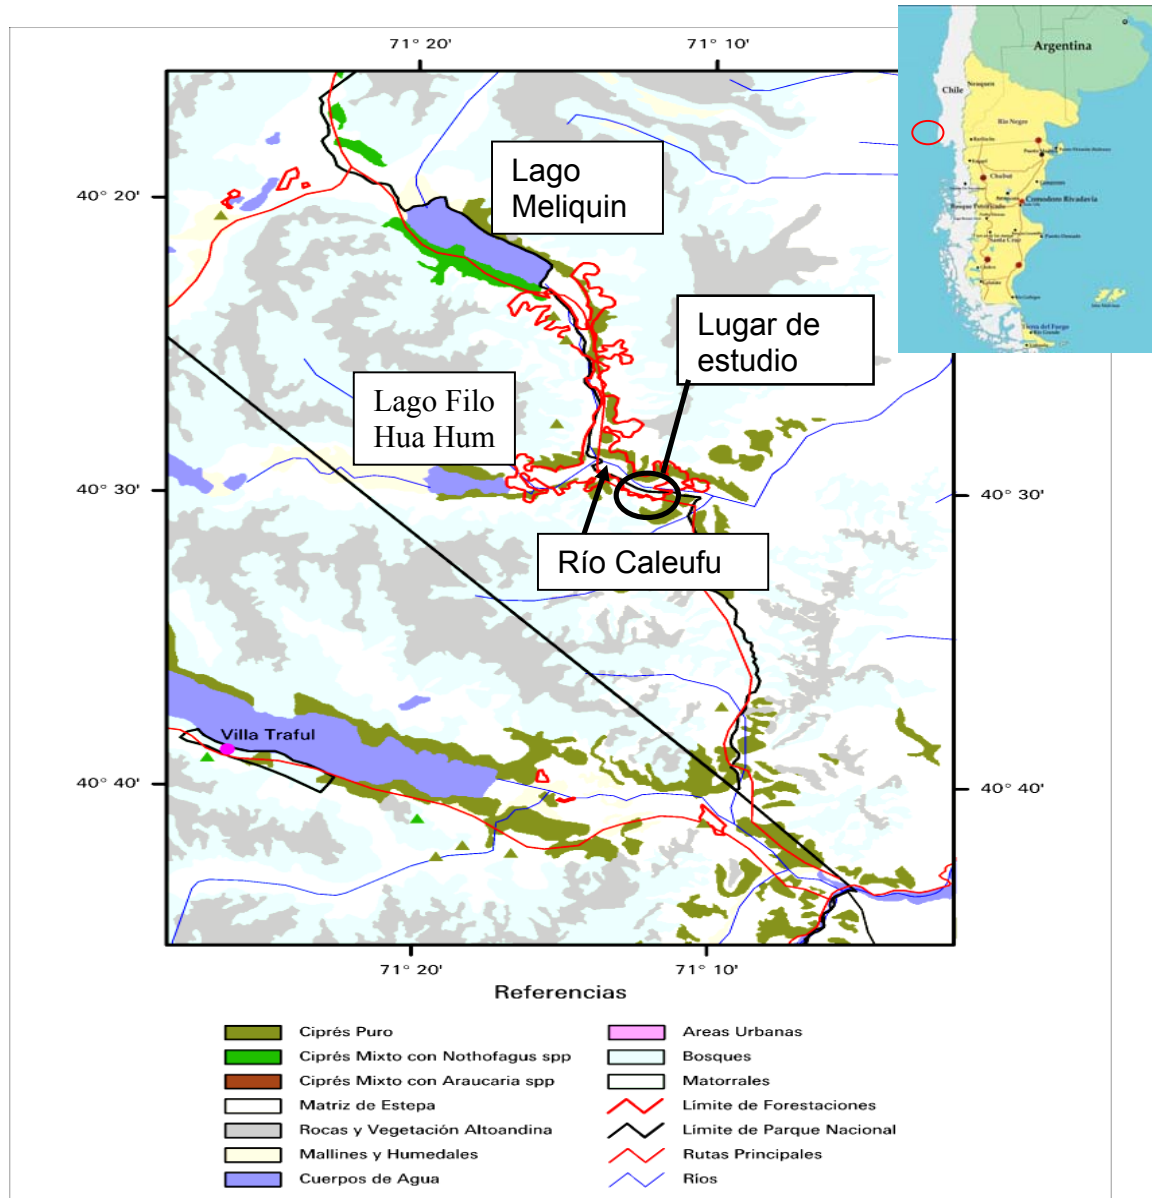 71° 20'
71° 10'
Argentina
Chile
Neuquen
Río Negro
Chubut
Comodoro Rivadavia
Santa Cruz
Tierra del Fuego
40° 20'
Lago
Meliquin
Lugar de
estudio
Lago Filo
Hua Hum
40° 30'
40° 30'
Río Caleufu
Villa Traful
40° 40'
40° 40'
71° 20'
71° 10'
Referencias
Ciprés Puro
Ciprés Mixto con Nothofagus spp
Ciprés Mixto con Araucaria spp
Matriz de Estepa
Rocas y Vegetación Altoandina
Mallines y Humedales
Cuerpos de Agua
Areas Urbanas
Bosques
Matorrales
Límite de Forestaciones
Límite de Parque Nacional
Rutas Principales
Ríos